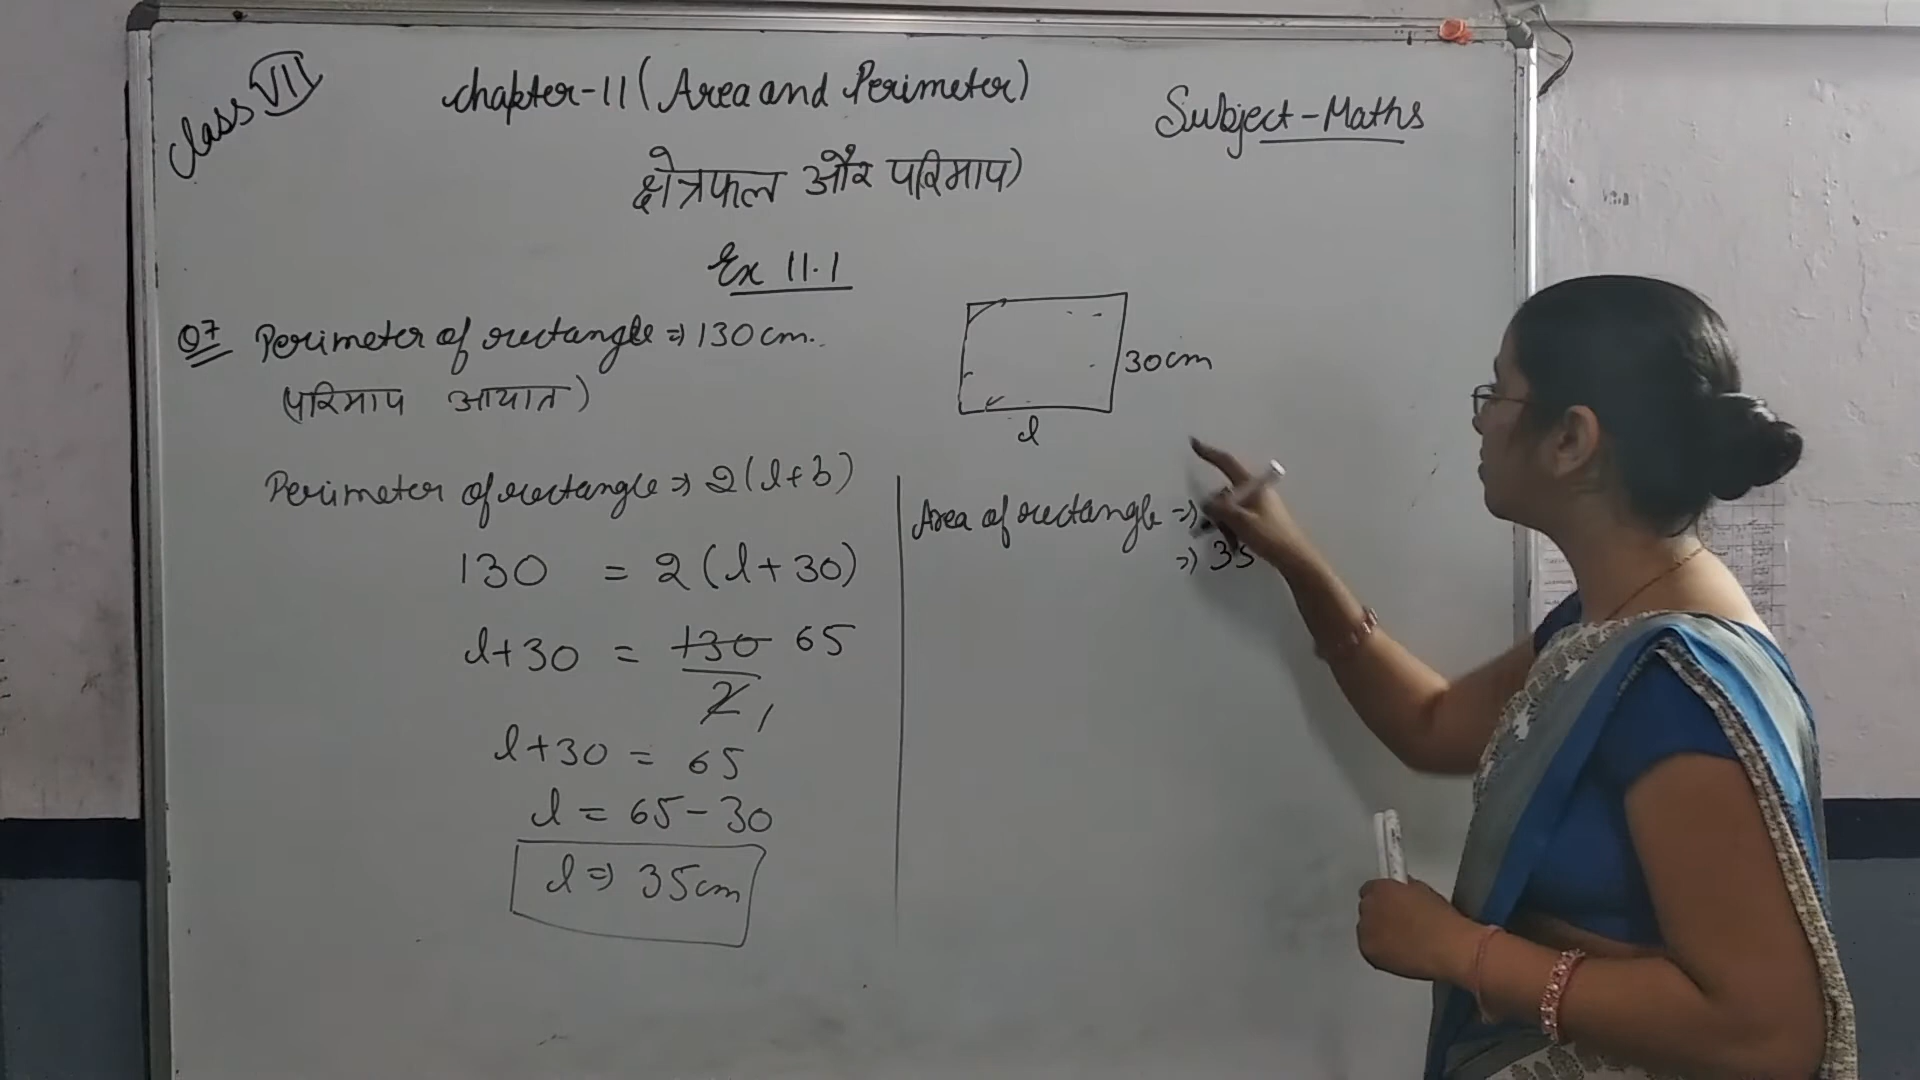 Class VII
Chapter-11 (Area and Perimeter)
Subject-Maths
क्षेत्रफल और परिमाप)
Ex 11.1
Q7 Perimeter of rectangle ⇒ 130 cm.
(परिमाप आयात)
30cm
l
Perimeter of rectangle ⇒ 2(l+b)
130 = 2(l+30)
l+30 = 130/2 65
1
l+30 = 65
l = 65-30
l ⇒ 35cm
Area of rectangle ⇒
⇒ 35